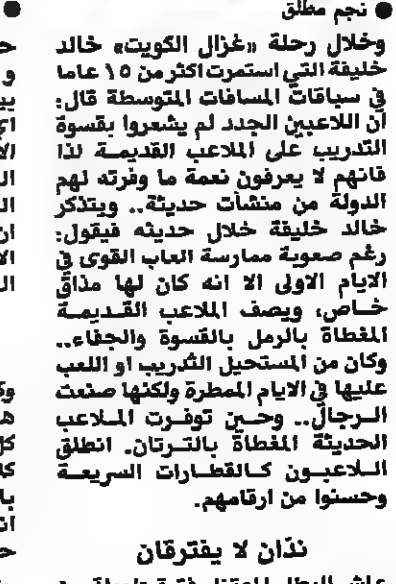 ● نجم مطلق
وخلال رحلة «غزال الكويت» خالد
خليفة التي استمرت اكثر من ١٥ عاما
في سباقات المسافات المتوسطة قال:
أن اللاعبين الجدد لم يشعروا بقسوة
التدريب على الملاعب القديمة لذا
فانهم لا يعرفون نعمة ما وفرته لهم
الدولة من منشآت حديثة.. ويتذكر
خالد خليفة خلال حديثه فيقول:
رغم صعوبة ممارسة العاب القوى في
الايام الاولى الا انه كان لها مذاق
خاص، ويصف الملاعب القديمة
المغطاة بالرمل بالقسوة والجفاء..
وكان من المستحيل التدريب او اللعب
عليها في الايام الممطرة ولكنها صنعت
الرجال.. وحين توفرت الملاعب
الحديثة المغطاة بالترتان. انطلق
اللاعبون كالقطارات السريعة
وحسنوا من ارقامهم.
ندّان لا يفترقان